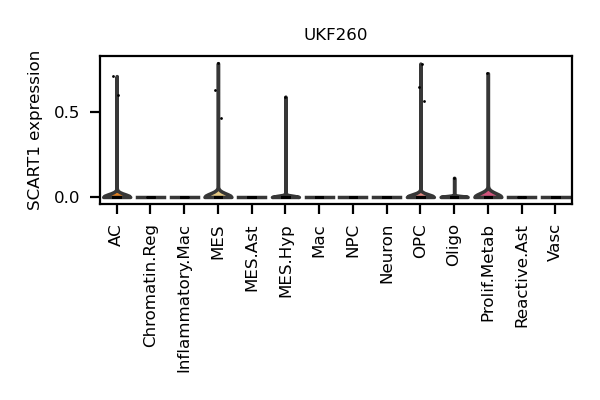 UKF260
SCART1 expression
0.5
0.0
AC
Chromatin.Reg
Inflammatory.Mac
MES
MES.Ast
MES.Hyp
Mac
NPC
Neuron
OPC
Oligo
Prolif.Metab
Reactive.Ast
Vasc